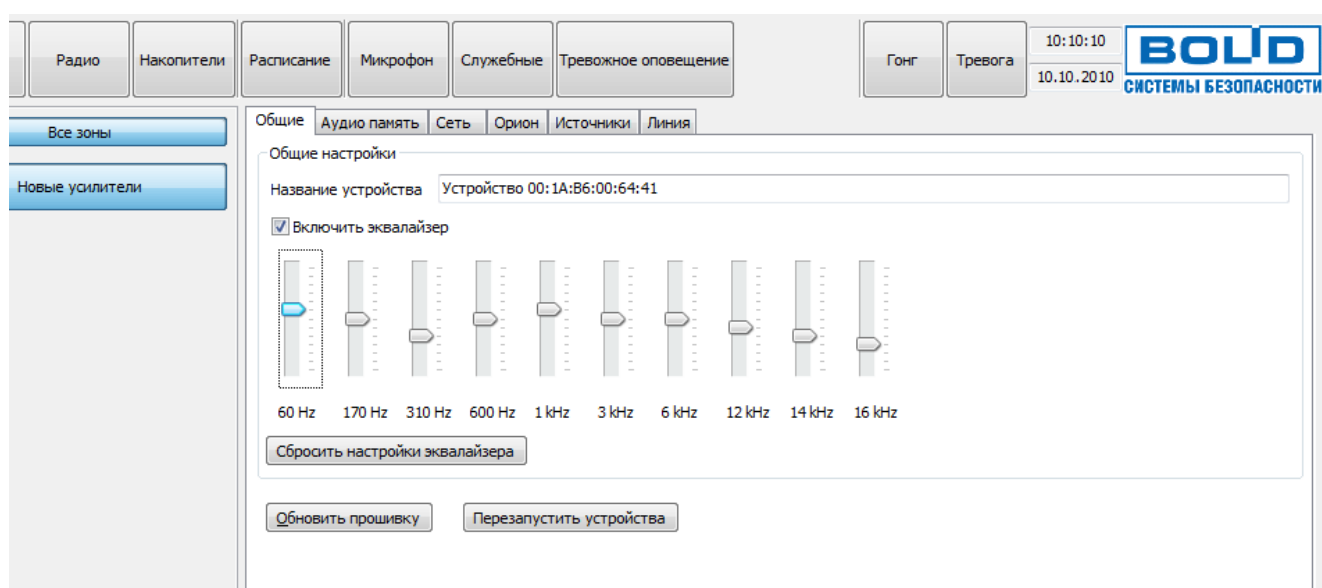 Радио Накопители Расписание Микрофон Служебные Тревожное оповещение Гонг Тревога 10:10:10
10.10.2010
BOLID
СИСТЕМЫ БЕЗОПАСНОСТИ
Все зоны
Новые усилители
Общие Аудио память Сеть Орион Источники Линия
Общие настройки
Название устройства Устройство 00:1A:B6:00:64:41
Включить эквалайзер
60 Hz 170 Hz 310 Hz 600 Hz 1 kHz 3 kHz 6 kHz 12 kHz 14 kHz 16 kHz
Сбросить настройки эквалайзера
Обновить прошивку Перезапустить устройства